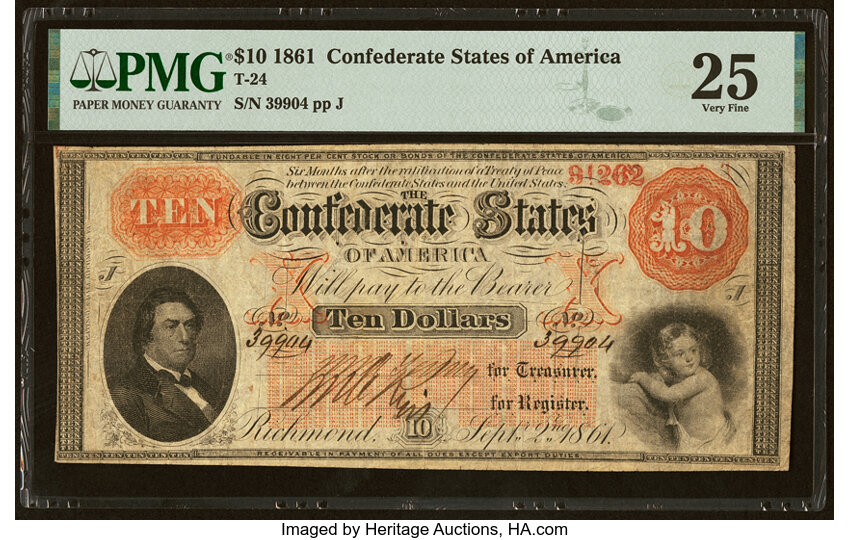 PMG ® $10 1861 Confederate States of America
T-24
PAPER MONEY GUARANTY
S/N 39904 pp J
25
Very Fine
FUNDABLE IN EIGHT PER CENT STOCK OR BONDS OF THE CONFEDERATE STATES OF AMERICA
Six Months after the ratification of a Treaty of Peace
between the Confederate States and the United States.
91262
TEN
THE
Confederate States
10
OF AMERICA
J
J
Will pay to the Bearer
X
X
Ten Dollars
No
No
39904
39904
for Treasurer.
for Register.
Richmond. 10 Sept. 2, 1861.
RECEIVABLE IN PAYMENT OF ALL DUES EXCEPT EXPORT DUTIES.
Imaged by Heritage Auctions, HA.com